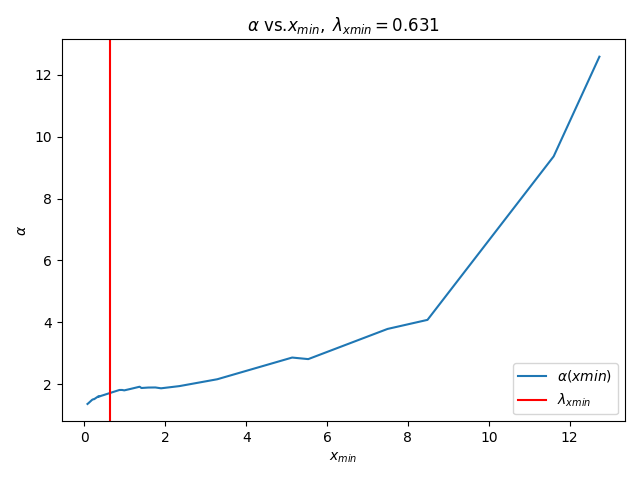 α vs.x_min, λ_xmin = 0.631
12
10
8
6
4
2
α
0 2 4 6 8 10 12
x_min
α(xmin)
λ_xmin